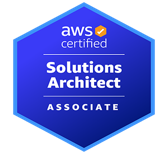 aws
certified
Solutions
Architect
ASSOCIATE